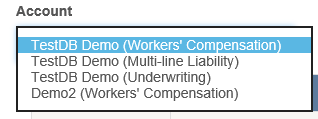 Account
TestDB Demo (Workers' Compensation)
TestDB Demo (Multi-line Liability)
TestDB Demo (Underwriting)
Demo2 (Workers' Compensation)